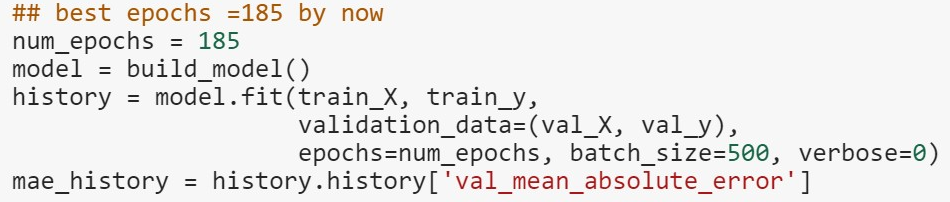 ## best epochs =185 by now
num_epochs = 185
model = build_model()
history = model.fit(train_X, train_y,
                    validation_data=(val_X, val_y),
                    epochs=num_epochs, batch_size=500, verbose=0)
mae_history = history.history['val_mean_absolute_error']